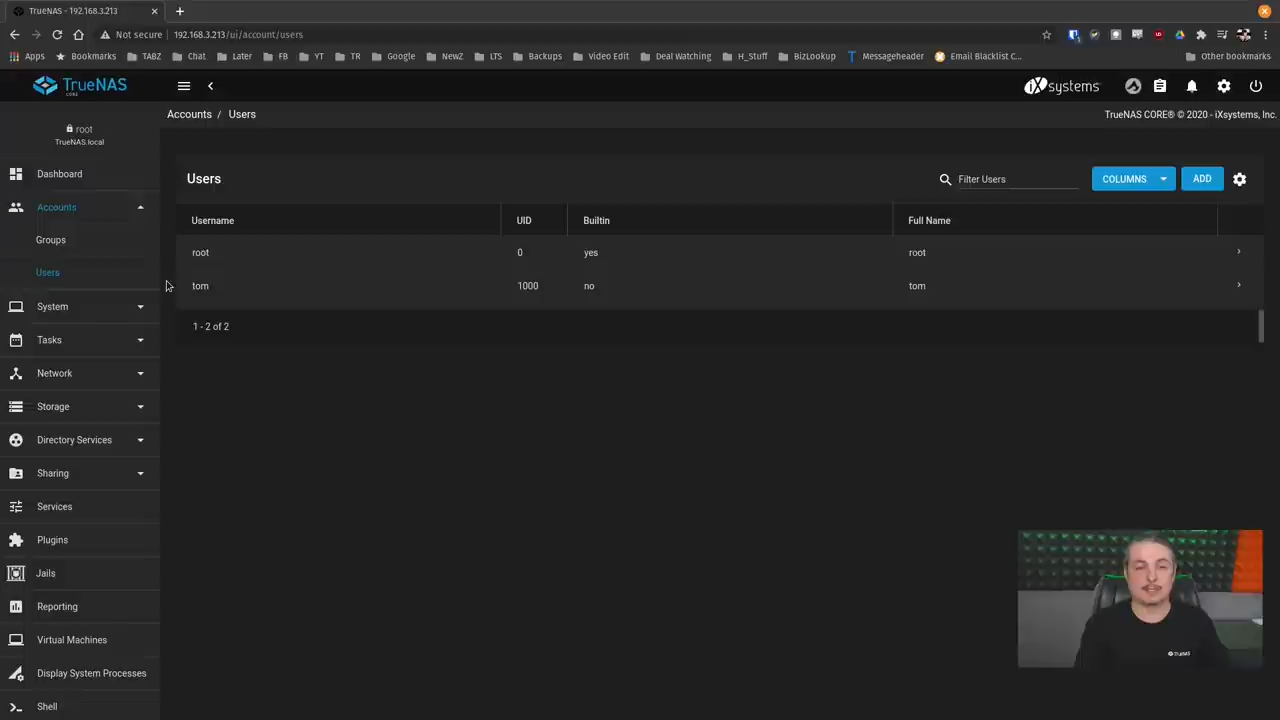 TrueNAS - 192.168.3.213
Not secure
192.168.3.213/ui/account/users
Apps
Bookmarks
TABZ
Chat
Later
FB
YT
TR
Google
NewZ
LTS
Backups
Video Edit
Deal Watching
H_Stuff
BizLookup
Messageheader
Email Blacklist C...
Other bookmarks
TrueNAS
CORE
iXsystems
root
TrueNAS.local
Accounts / Users
TrueNAS CORE® © 2020 - iXsystems, Inc.
Dashboard
Accounts
Groups
Users
System
Tasks
Network
Storage
Directory Services
Sharing
Services
Plugins
Jails
Reporting
Virtual Machines
Display System Processes
Shell
Users
Filter Users
COLUMNS
ADD
Username UID Builtin Full Name
root 0 yes root
tom 1000 no tom
1 - 2 of 2
TrueNAS